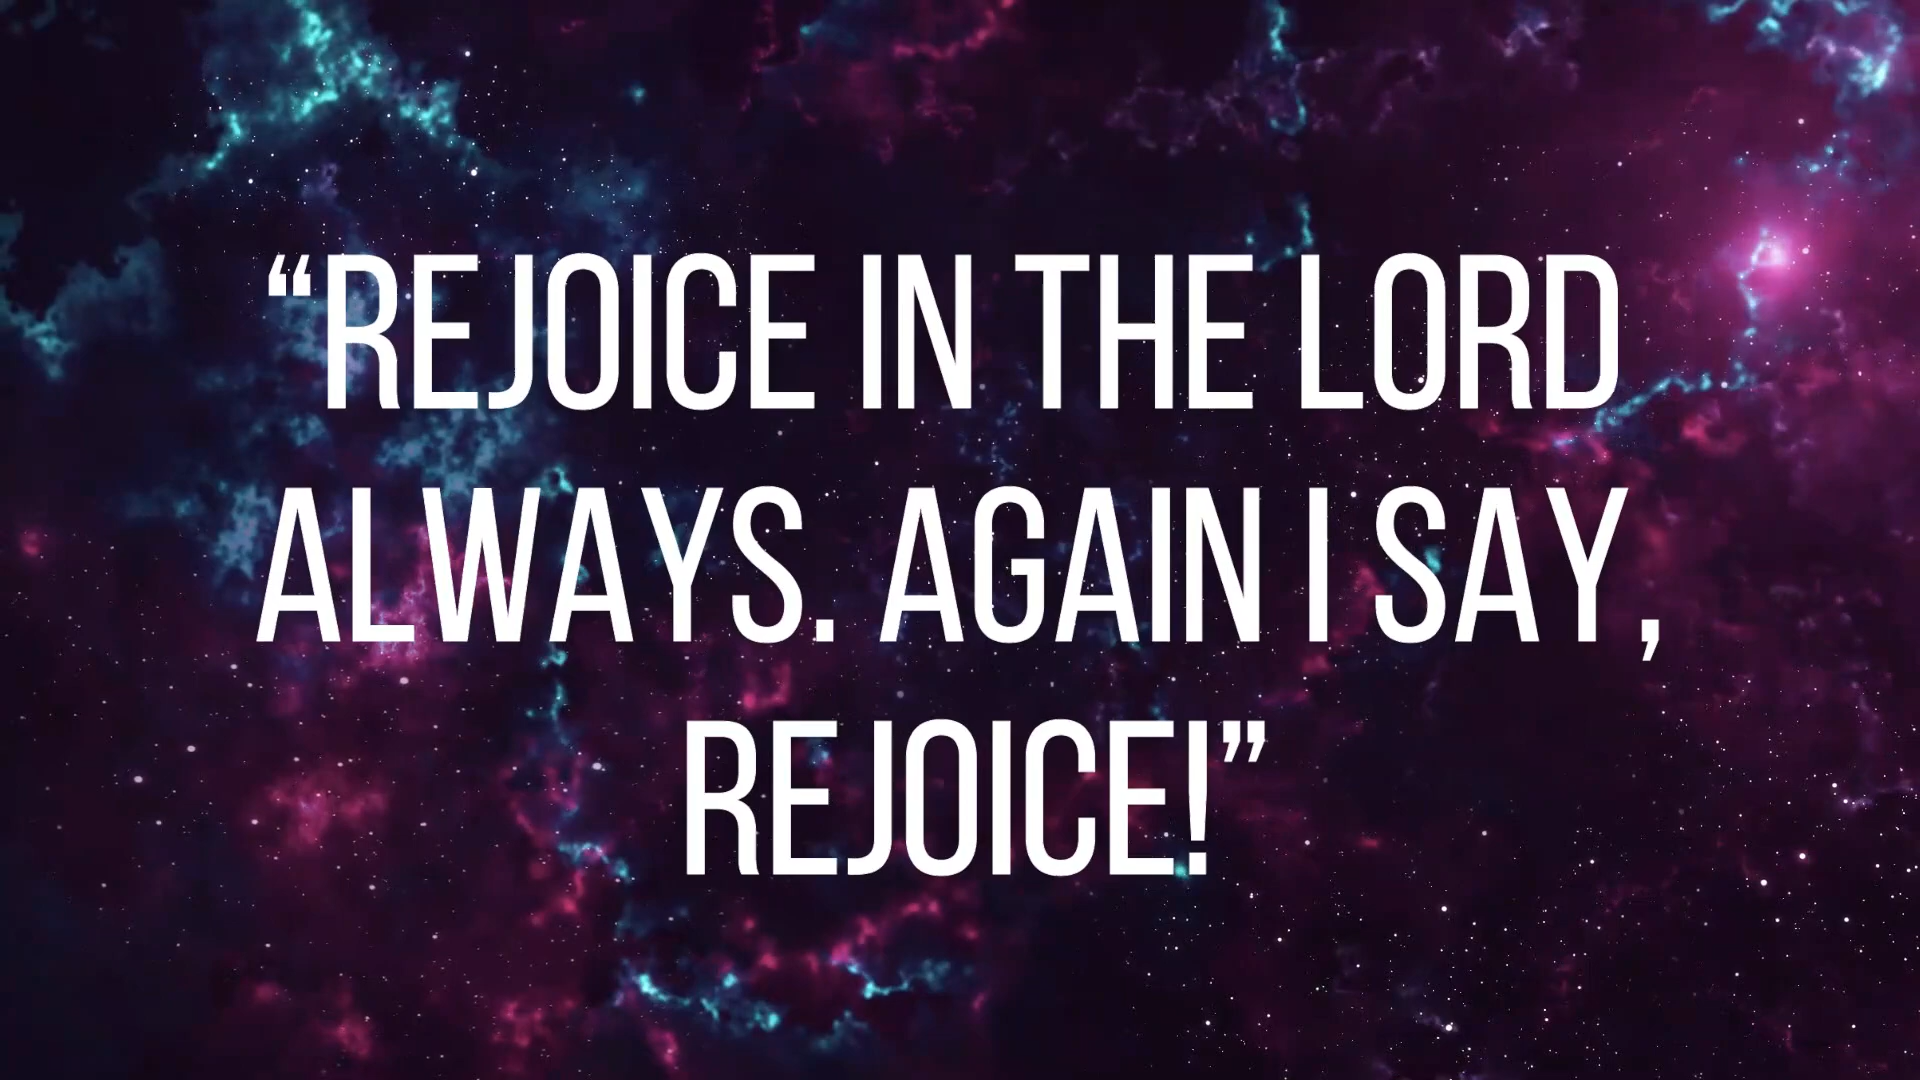 “REJOICE IN THE LORD
ALWAYS. AGAIN I SAY,
REJOICE!”